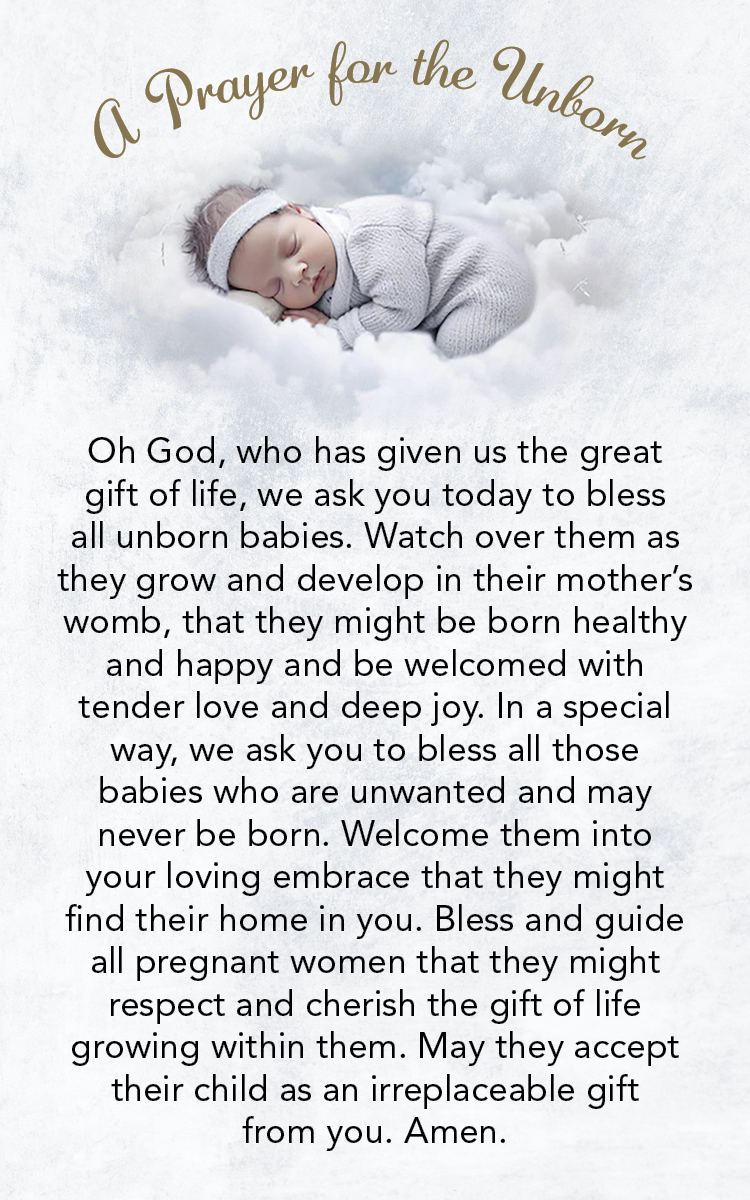 A Prayer for the Unborn
Oh God, who has given us the great
gift of life, we ask you today to bless
all unborn babies. Watch over them as
they grow and develop in their mother’s
womb, that they might be born healthy
and happy and be welcomed with
tender love and deep joy. In a special
way, we ask you to bless all those
babies who are unwanted and may
never be born. Welcome them into
your loving embrace that they might
find their home in you. Bless and guide
all pregnant women that they might
respect and cherish the gift of life
growing within them. May they accept
their child as an irreplaceable gift
from you. Amen.